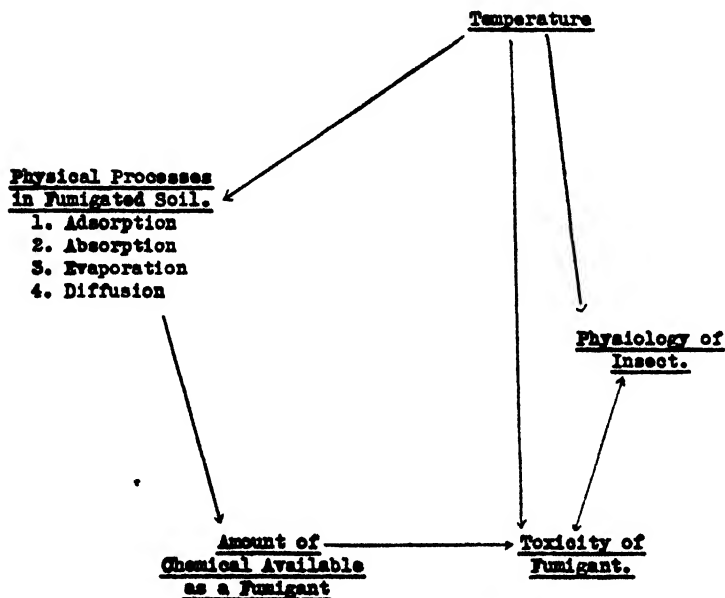 Temperature
Physical Processes
in Fumigated Soil.
1. Adsorption
2. Absorption
3. Evaporation
4. Diffusion
Physiology of
Insect.
Amount of
Chemical Available
as a Fumigant
Toxicity of
Fumigant.